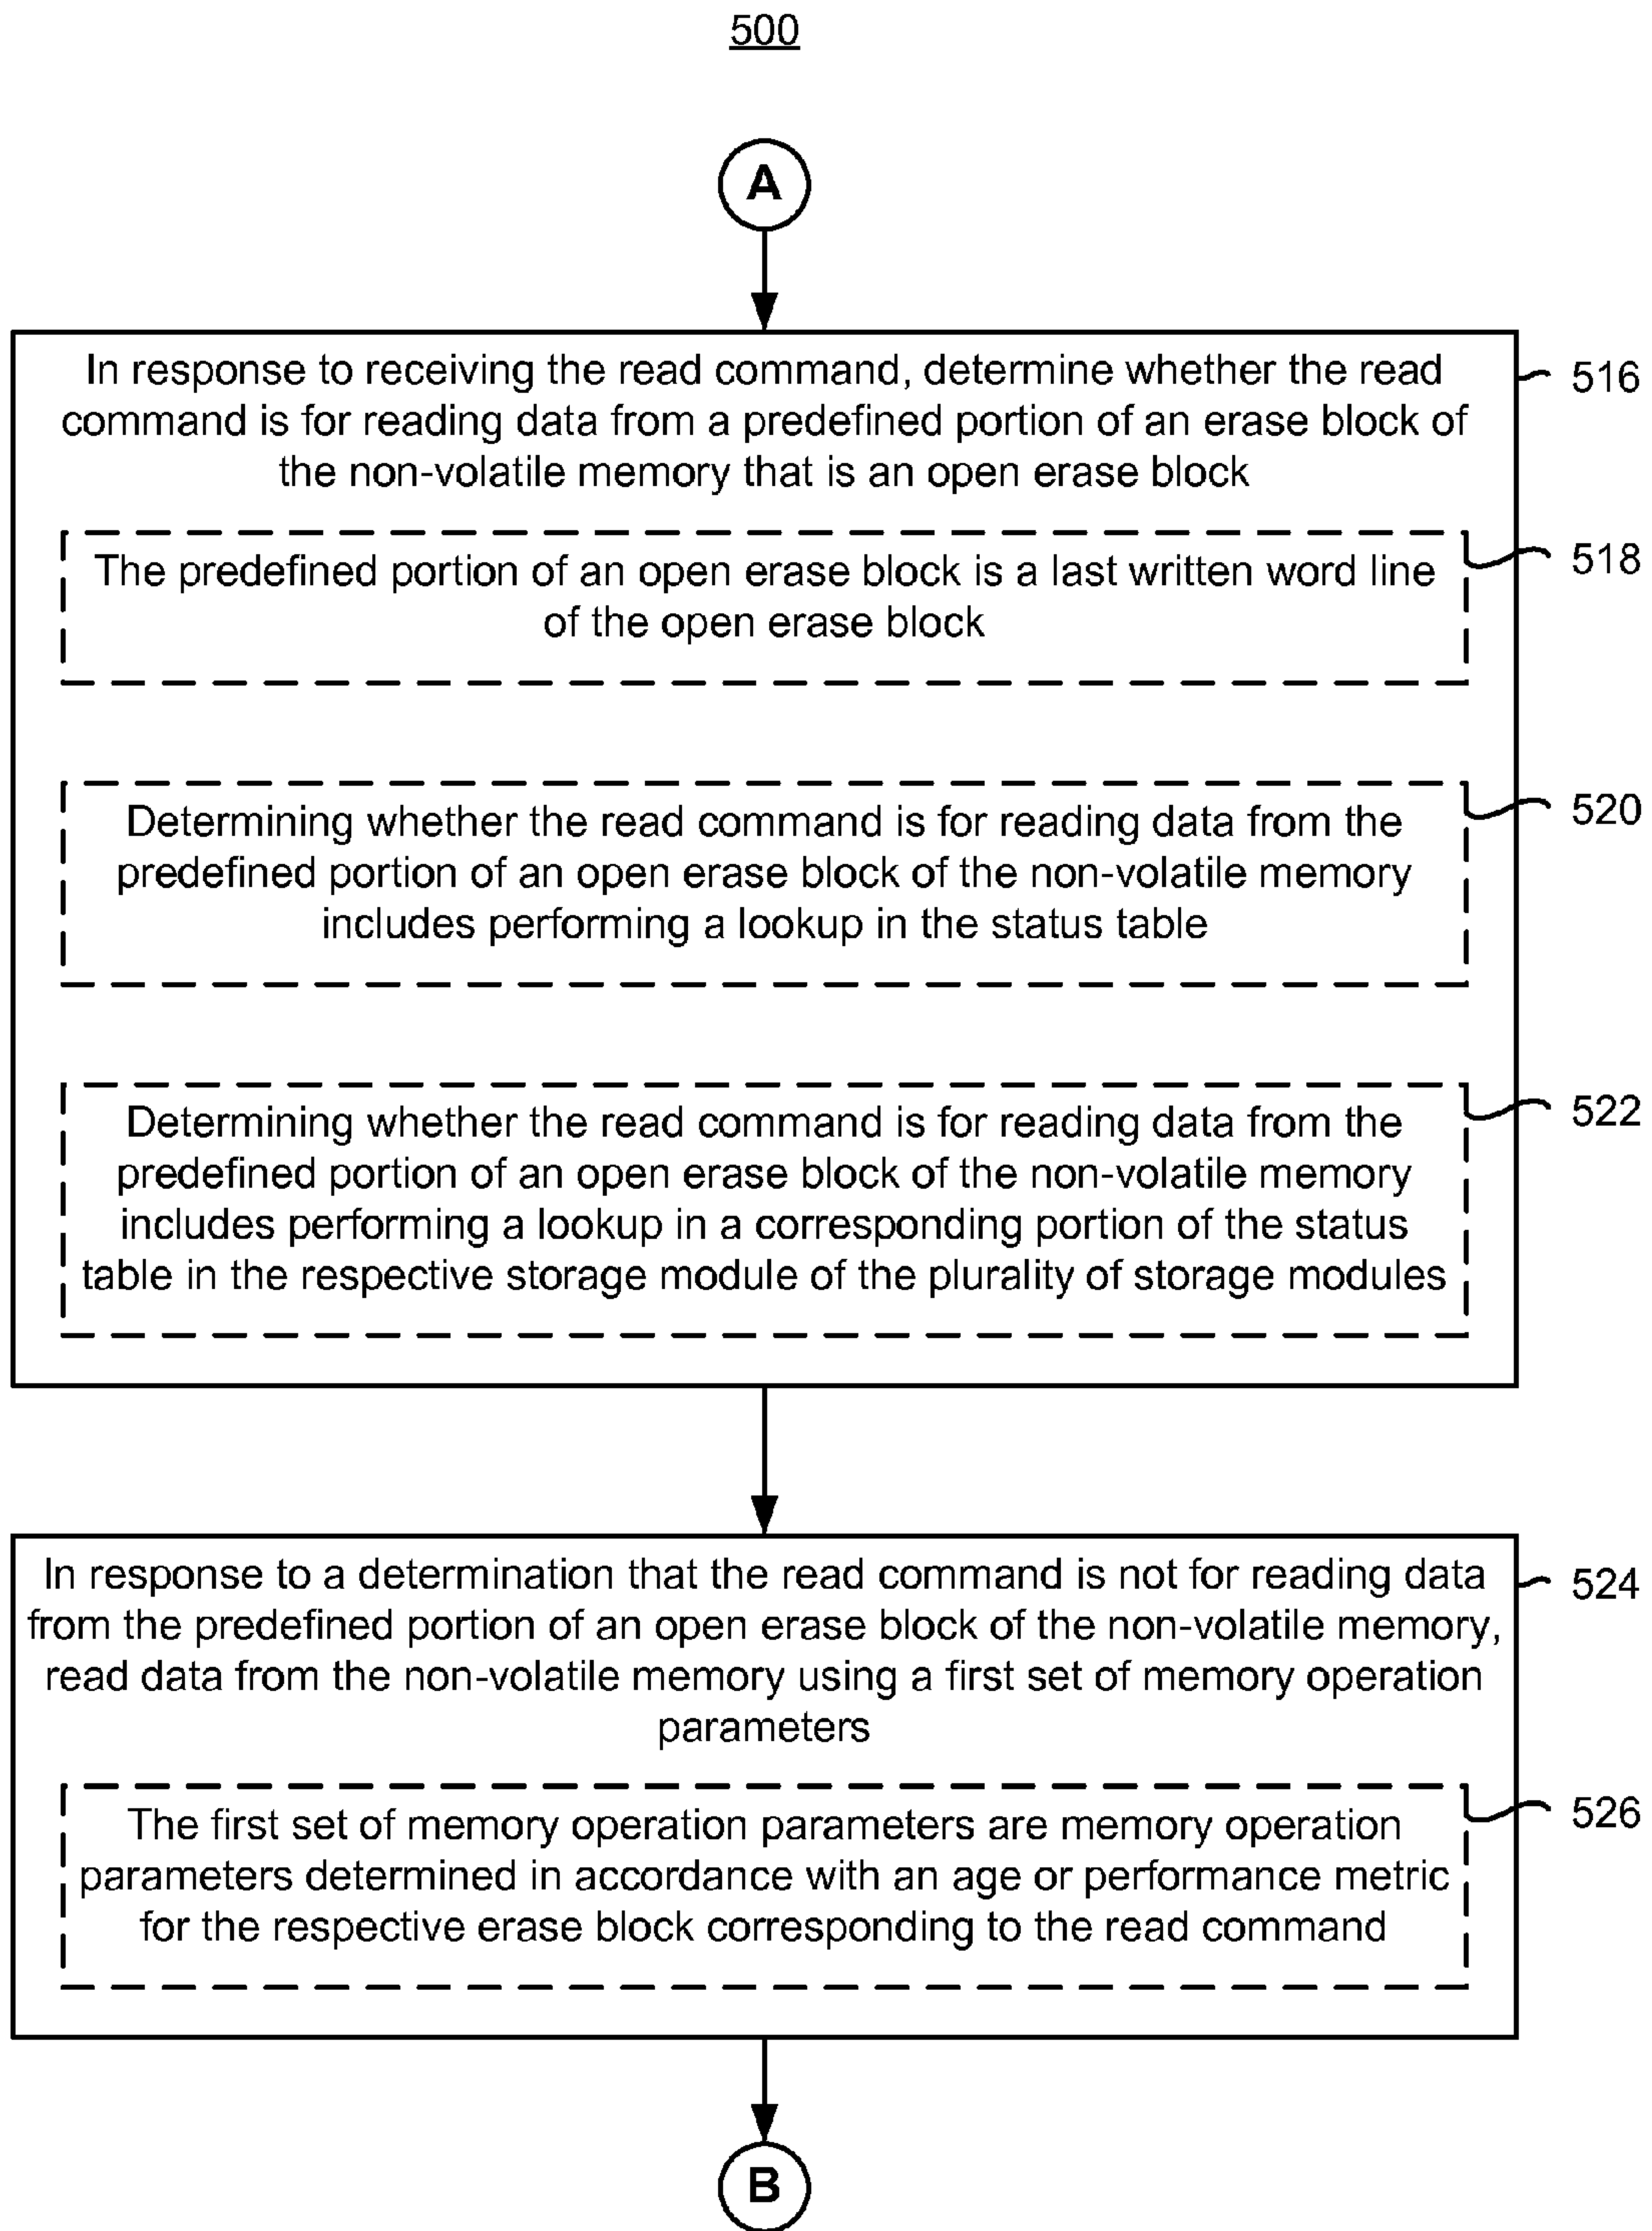 500
A
In response to receiving the read command, determine whether the read
command is for reading data from a predefined portion of an erase block of
the non-volatile memory that is an open erase block
516
The predefined portion of an open erase block is a last written word line
of the open erase block
518
Determining whether the read command is for reading data from the
predefined portion of an open erase block of the non-volatile memory
includes performing a lookup in the status table
520
Determining whether the read command is for reading data from the
predefined portion of an open erase block of the non-volatile memory
includes performing a lookup in a corresponding portion of the status
table in the respective storage module of the plurality of storage modules
522
In response to a determination that the read command is not for reading data
from the predefined portion of an open erase block of the non-volatile memory,
read data from the non-volatile memory using a first set of memory operation
parameters
524
The first set of memory operation parameters are memory operation
parameters determined in accordance with an age or performance metric
for the respective erase block corresponding to the read command
526
B